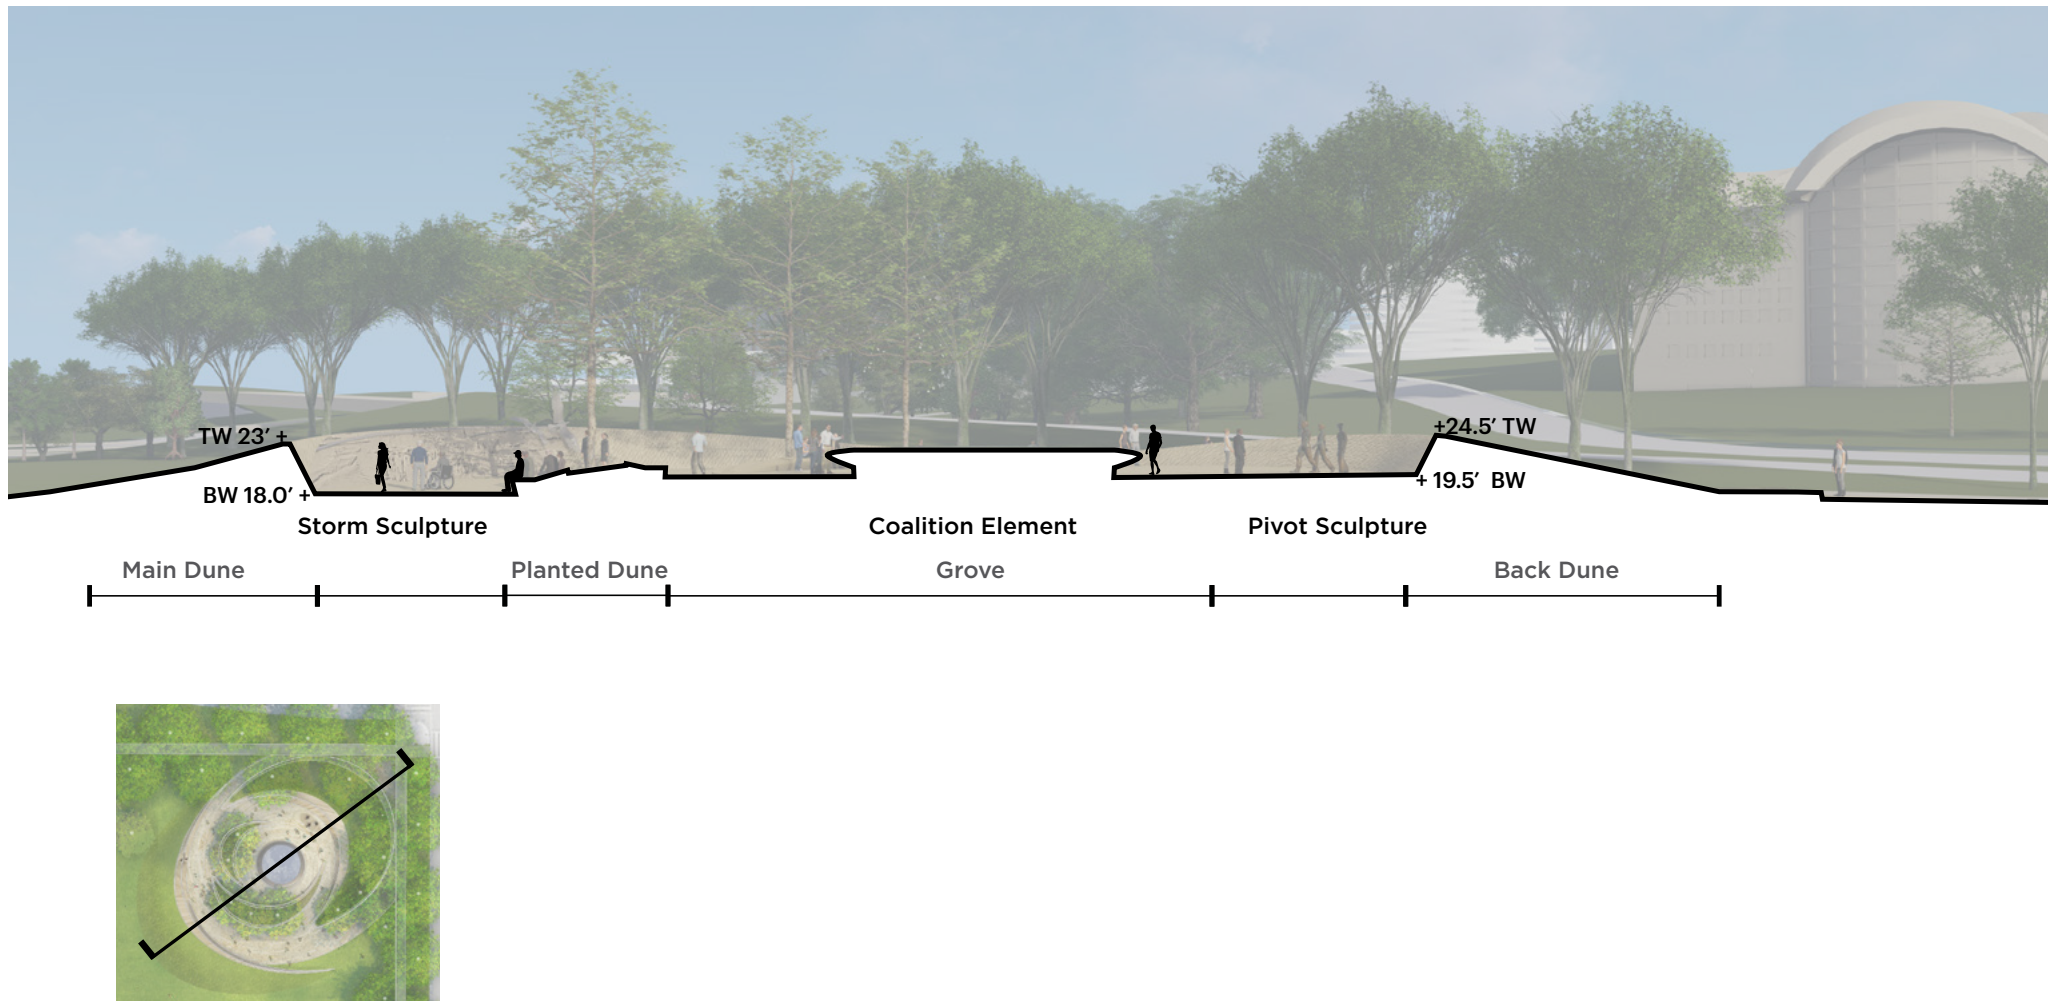 TW 23’ +
+24.5’ TW
BW 18.0’ +
+ 19.5’ BW
Storm Sculpture
Coalition Element
Pivot Sculpture
Main Dune
Planted Dune
Grove
Back Dune